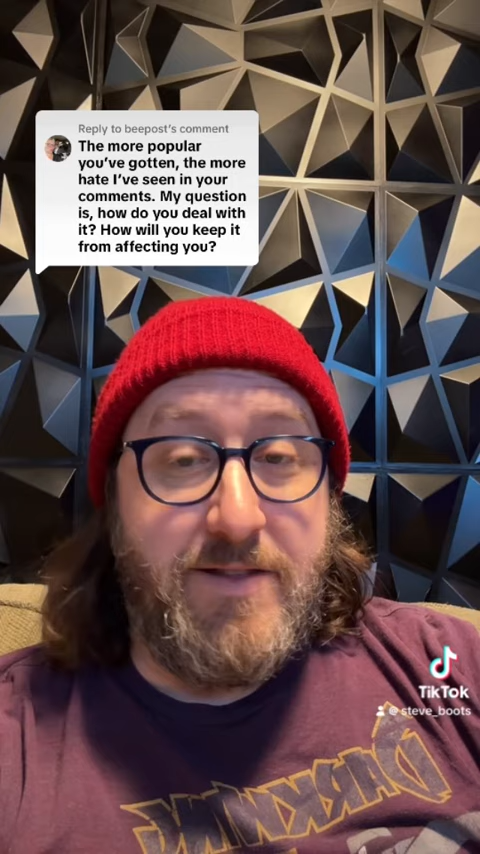 Reply to beepost's comment
The more popular
you've gotten, the more
hate I've seen in your
comments. My question
is, how do you deal with
it? How will you keep it
from affecting you?
TikTok
@ steve_boots
DARKWING